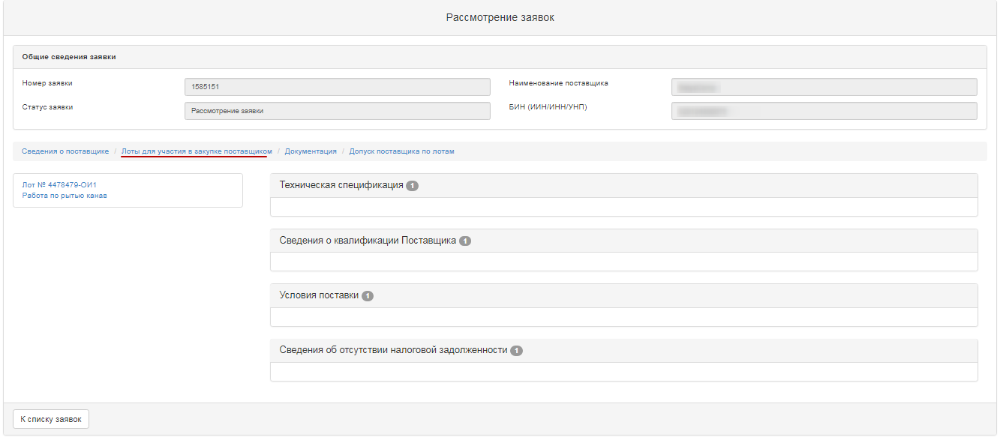 Рассмотрение заявок
Общие сведения заявки
Номер заявки 1585151 Наименование поставщика
Статус заявки Рассмотрение заявки БИН (ИИН/ИНН/УНП)
Сведения о поставщике / Лоты для участия в закупке поставщиком / Документация / Допуск поставщика по лотам
Лот № 4478479-ОИ1
Работа по рытью канав
Техническая спецификация 1
Сведения о квалификации Поставщика 1
Условия поставки 1
Сведения об отсутствии налоговой задолженности 1
К списку заявок